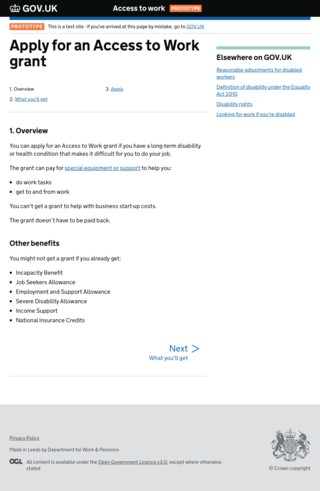 GOV.UK
Access to work PROTOTYPE
PROTOTYPE This is a test site - if you've arrived at this page by mistake, go to GOV.UK
Apply for an Access to Work
grant
1. Overview
2. What you'll get
3. Apply
Elsewhere on GOV.UK
Reasonable adjustments for disabled
workers
Definition of disability under the Equality
Act 2010
Disability rights
Looking for work if you're disabled
1. Overview
You can apply for an Access to Work grant if you have a long-term disability
or health condition that makes it difficult for you to do your job.
The grant can pay for special equipment or support to help you:
do work tasks
get to and from work
You can't get a grant to help with business start-up costs.
The grant doesn't have to be paid back.
Other benefits
You might not get a grant if you already get:
Incapacity Benefit
Job Seekers Allowance
Employment and Support Allowance
Severe Disability Allowance
Income Support
National Insurance Credits
Next
What you'll get
Privacy Policy
Made in Leeds by Department for Work & Pensions
OGL All content is available under the Open Government Licence v3.0, except where otherwise
stated
© Crown copyright